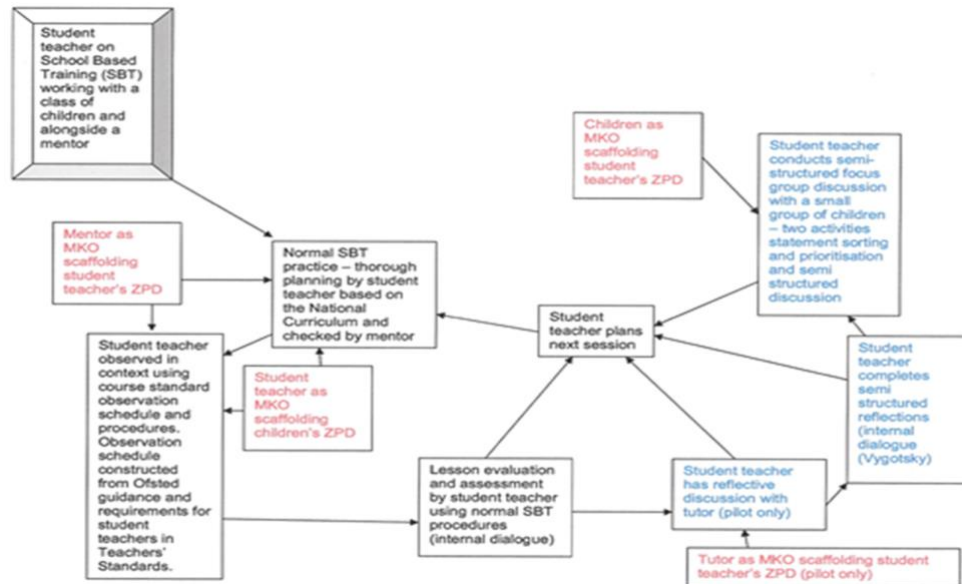 Student
teacher on
School Based
Training (SBT)
working with a
class of
children and
alongside a
mentor
Children as
MKO
scaffolding
student
teacher's ZPD
Student teacher
conducts semi-
structured focus
group discussion
with a small
group of children
– two activities
statement sorting
and prioritisation
and semi
structured
discussion
Mentor as
MKO
scaffolding
student
teacher's ZPD
Normal SBT
practice – thorough
planning by student
teacher based on
the National
Curriculum and
checked by mentor
Student
teacher plans
next session
Student teacher
observed in
context using
course standard
observation
schedule and
procedures.
Observation
schedule
constructed
from Ofsted
guidance and
requirements for
student
teachers in
Teachers'
Standards.
Student
teacher as
MKO
scaffolding
children's ZPD
Student
teacher
completes
semi
structured
reflections
(internal
dialogue
(Vygotsky)
Lesson evaluation
and assessment
by student teacher
using normal SBT
procedures
(internal dialogue)
Student teacher
has reflective
discussion with
tutor (pilot only)
Tutor as MKO scaffolding student
teacher's ZPD (pilot only)